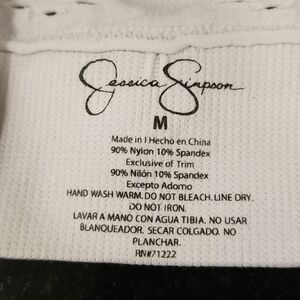 Jessica Simpson
M
Made in / Hecho en China
90% Nylon 10% Spandex
Exclusive of Trim
90% Nilón 10% Spandex
Excepto Adorno
HAND WASH WARM. DO NOT BLEACH. LINE DRY.
DO NOT IRON.
LAVAR A MANO CON AGUA TIBIA. NO USAR
BLANQUEADOR. SECAR COLGADO. NO
PLANCHAR.
RN#71222